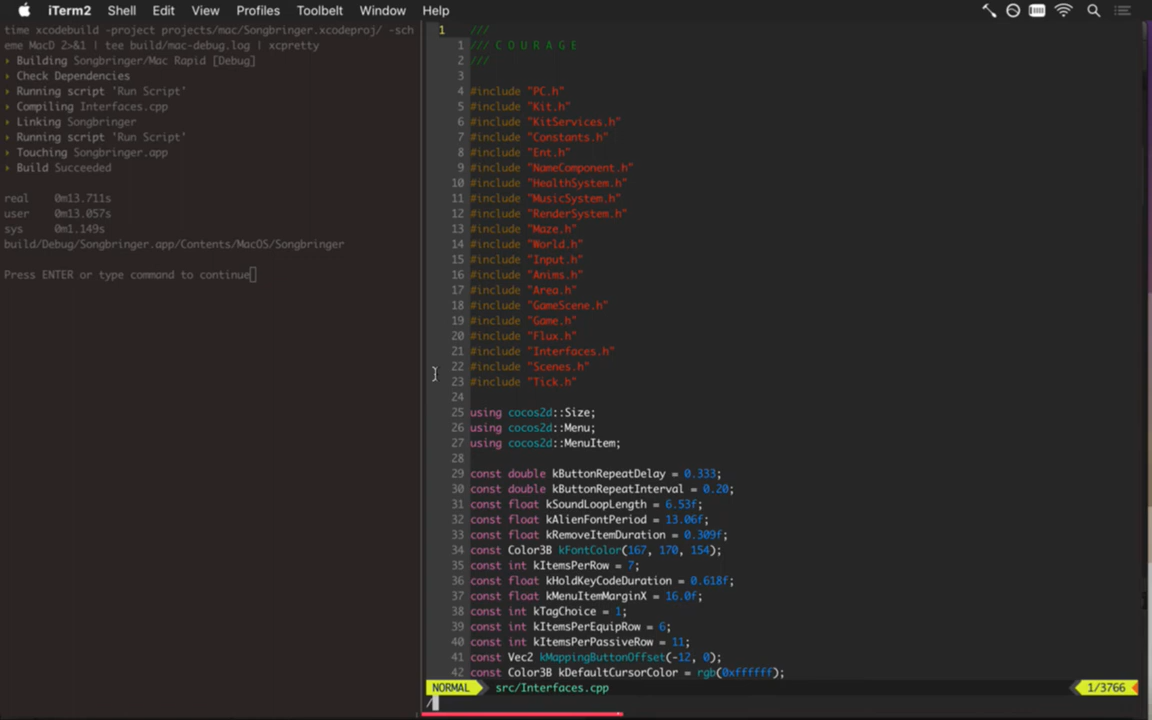 iTerm2 Shell Edit View Profiles Toolbelt Window Help
time xcodebuild -project projects/mac/Songbringer.xcodeproj/ -sch
eme MacD 2>&1 | tee build/mac-debug.log | xcpretty
▸ Building Songbringer/Mac Rapid [Debug]
▸ Check Dependencies
▸ Running script 'Run Script'
▸ Compiling Interfaces.cpp
▸ Linking Songbringer
▸ Running script 'Run Script'
▸ Touching Songbringer.app
▸ Build Succeeded
real 0m13.711s
user 0m13.057s
sys 0m1.149s
build/Debug/Songbringer.app/Contents/MacOS/Songbringer
Press ENTER or type command to continue
1 ///
1 /// C O U R A G E
2 ///
3
4 #include "PC.h"
5 #include "Kit.h"
6 #include "KitServices.h"
7 #include "Constants.h"
8 #include "Ent.h"
9 #include "NameComponent.h"
10 #include "HealthSystem.h"
11 #include "MusicSystem.h"
12 #include "RenderSystem.h"
13 #include "Maze.h"
14 #include "World.h"
15 #include "Input.h"
16 #include "Anims.h"
17 #include "Area.h"
18 #include "GameScene.h"
19 #include "Game.h"
20 #include "Flux.h"
21 #include "Interfaces.h"
22 #include "Scenes.h"
23 #include "Tick.h"
24
25 using cocos2d::Size;
26 using cocos2d::Menu;
27 using cocos2d::MenuItem;
28
29 const double kButtonRepeatDelay = 0.333;
30 const double kButtonRepeatInterval = 0.20;
31 const float kSoundLoopLength = 6.53f;
32 const float kAlienFontPeriod = 13.06f;
33 const float kRemoveItemDuration = 0.309f;
34 const Color3B kFontColor(167, 170, 154);
35 const int kItemsPerRow = 7;
36 const float kHoldKeyCodeDuration = 0.618f;
37 const float kMenuItemMarginX = 16.0f;
38 const int kTagChoice = 1;
39 const int kItemsPerEquipRow = 6;
40 const int kItemsPerPassiveRow = 11;
41 const Vec2 kMappingButtonOffset(-12, 0);
42 const Color3B kDefaultCursorColor = rgb(0xffffff);
NORMAL src/Interfaces.cpp 1/3766
/